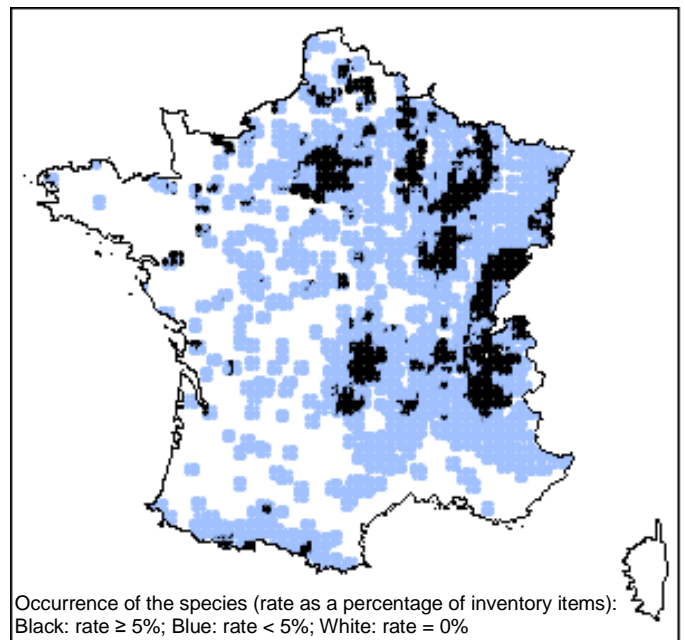 Occurrence of the species (rate as a percentage of inventory items):
Black: rate ≥ 5%; Blue: rate < 5%; White: rate = 0%